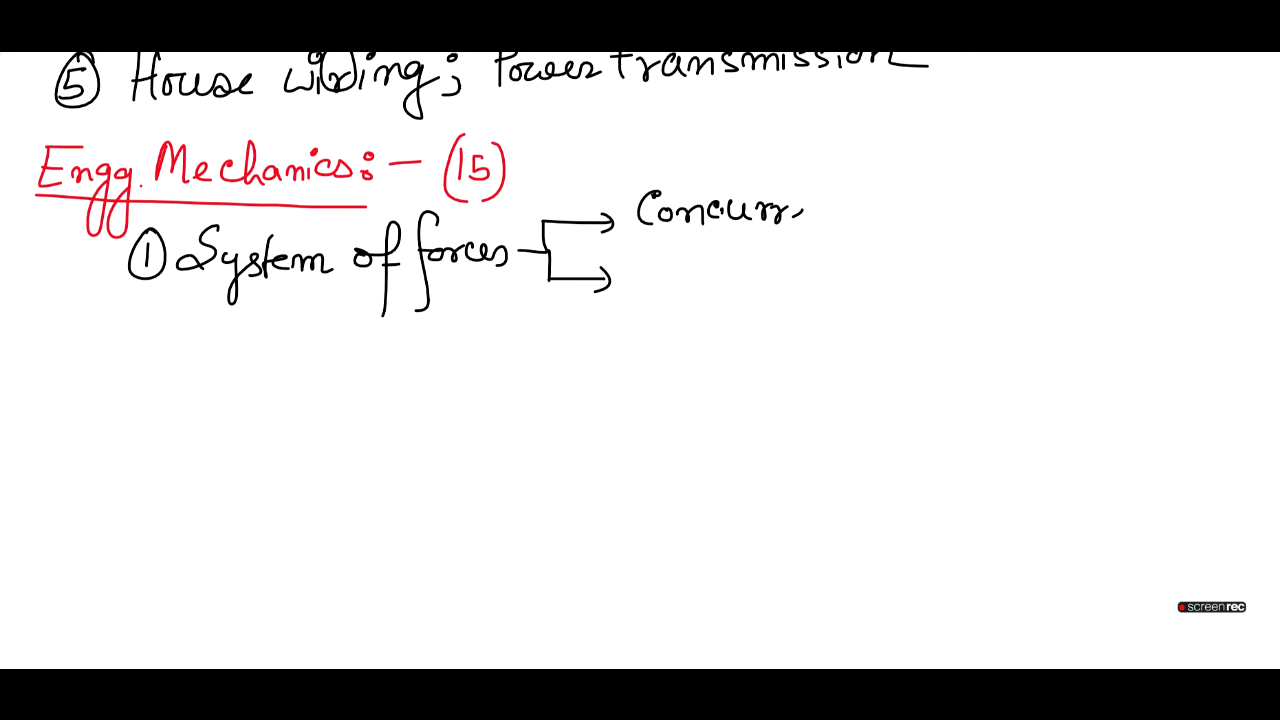 ⑤ House wiring; Power transmission
Engg. Mechanics:- (15)
① System of forces → Concurr.
→
screenrec